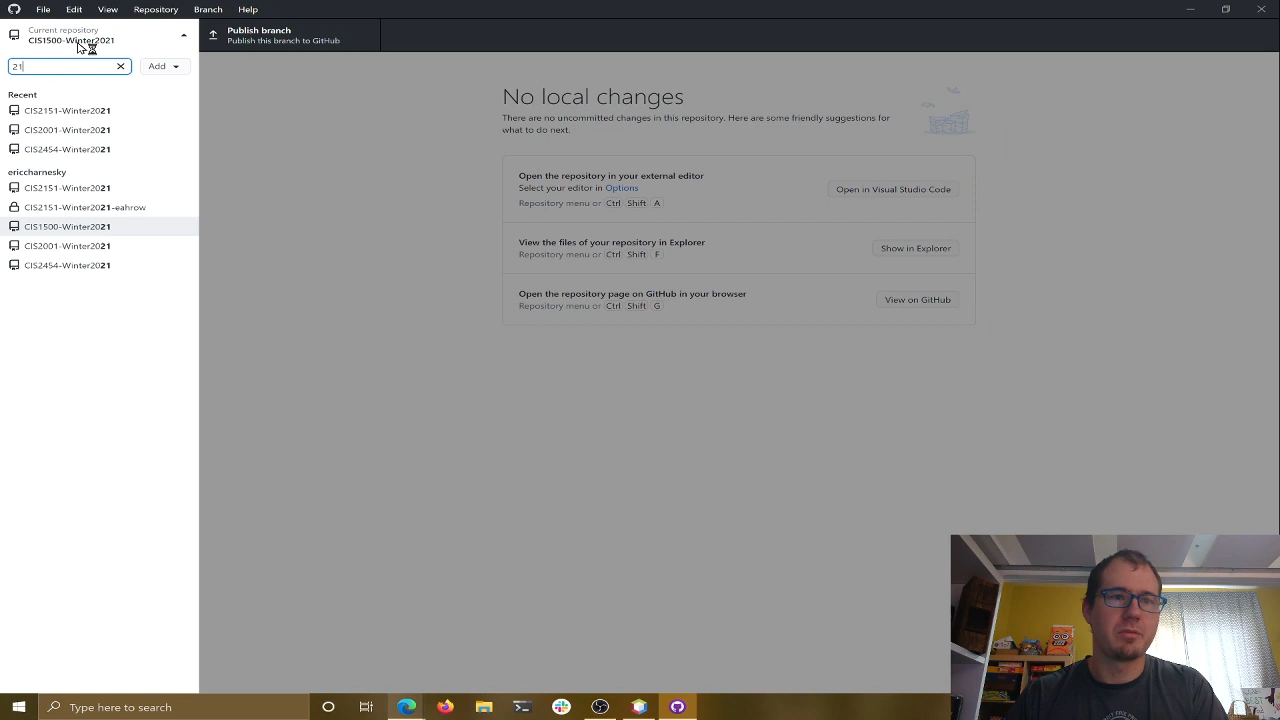 File Edit View Repository Branch Help
Current repository
CIS1500-Winter2021
Publish branch
Publish this branch to GitHub
21
Add
Recent
CIS2151-Winter2021
CIS2001-Winter2021
CIS2454-Winter2021
ericcharnesky
CIS2151-Winter2021
CIS2151-Winter2021-eahrow
CIS1500-Winter2021
CIS2001-Winter2021
CIS2454-Winter2021
No local changes
There are no uncommitted changes in this repository. Here are some friendly suggestions for
what to do next.
Open the repository in your external editor
Select your editor in Options
Repository menu or Ctrl Shift A
Open in Visual Studio Code
View the files of your repository in Explorer
Repository menu or Ctrl Shift F
Show in Explorer
Open the repository page on GitHub in your browser
Repository menu or Ctrl Shift G
View on GitHub
Type here to search